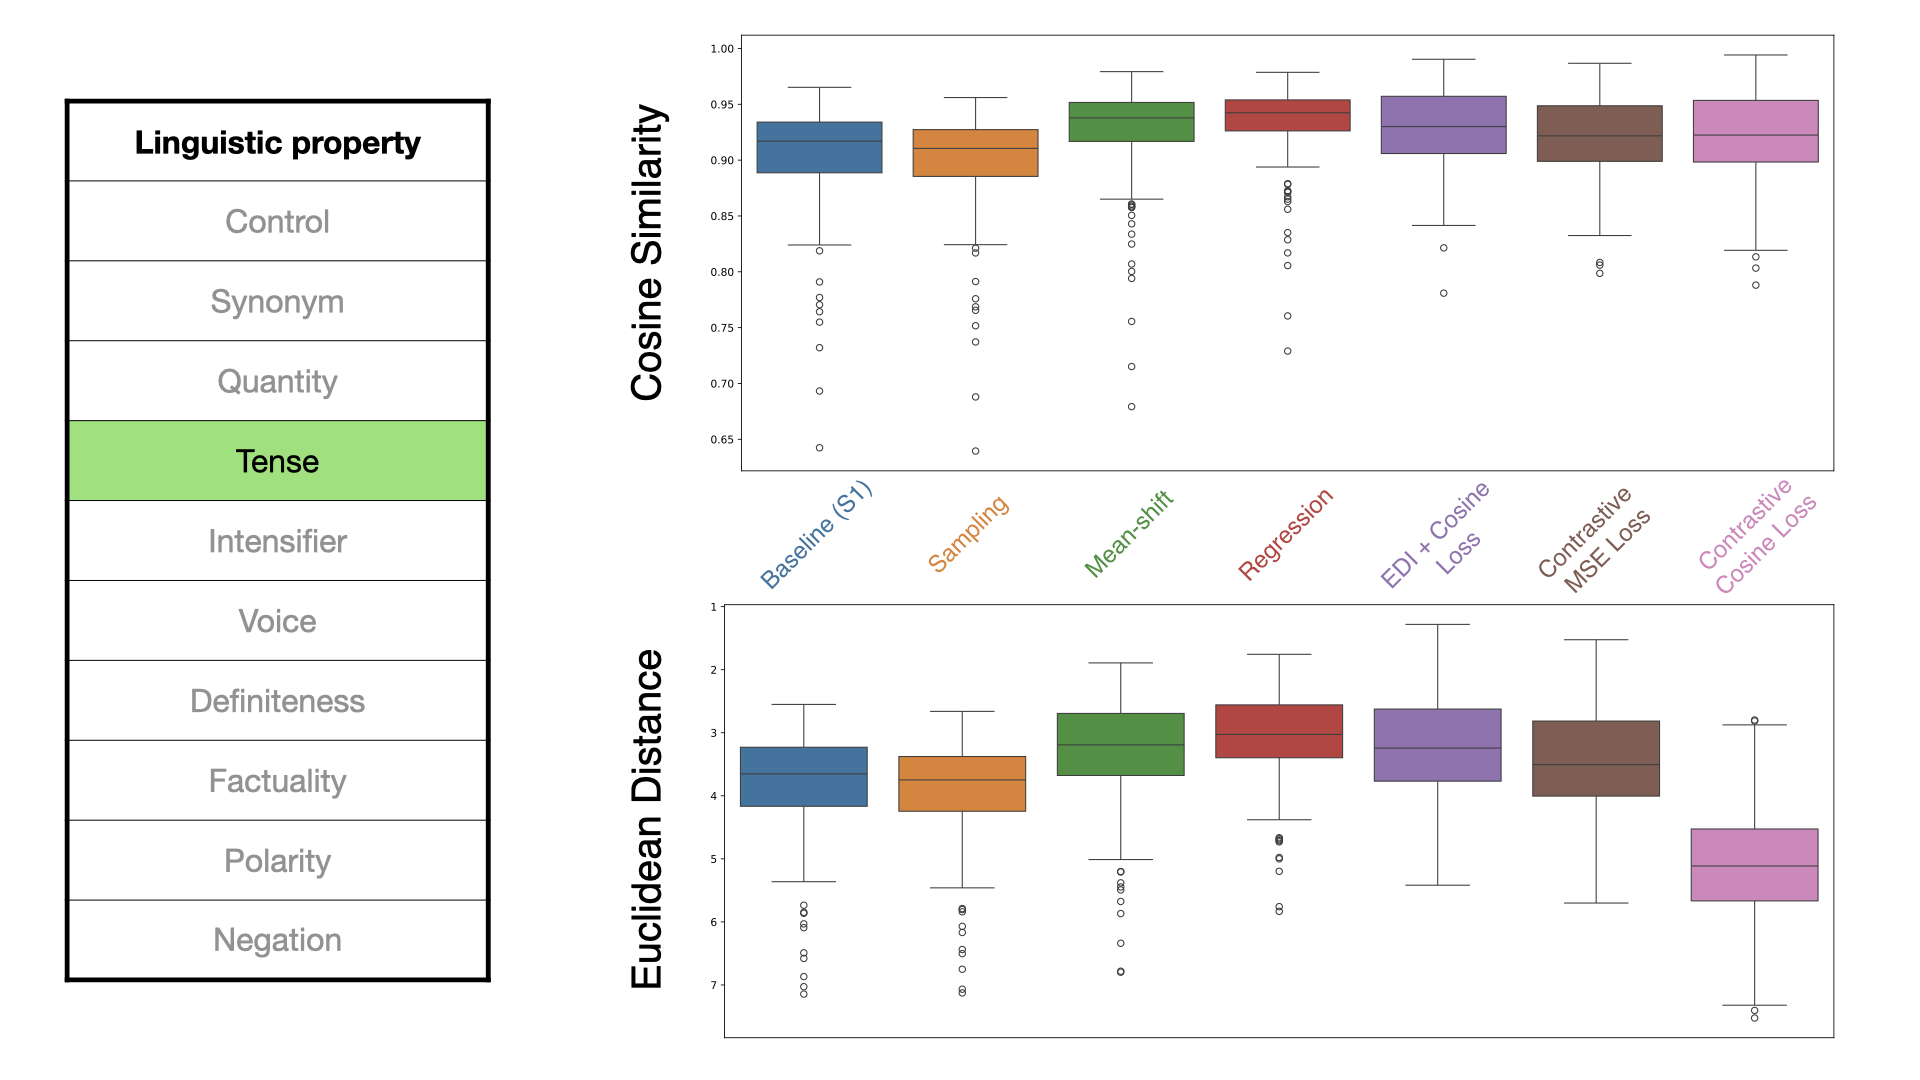 Linguistic property
Control
Synonym
Quantity
Tense
Intensifier
Voice
Definiteness
Factuality
Polarity
Negation
Cosine Similarity
1.00
0.95
0.90
0.85
0.80
0.75
0.70
0.65
Baseline (S1)
Sampling
Mean-shift
Regression
EDI + Cosine
Loss
Contrastive
MSE Loss
Contrastive
Cosine Loss
Euclidean Distance
1
2
3
4
5
6
7